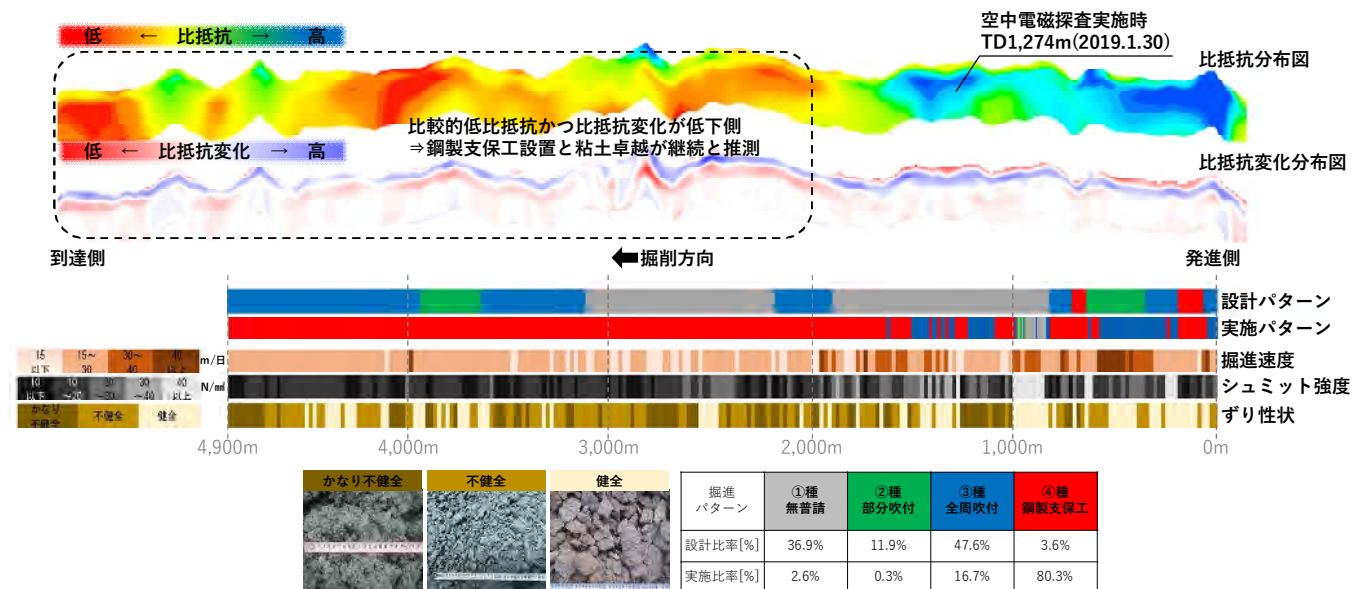 低 ← 比抵抗 → 高
空中電磁探査実施時
TD1,274m(2019.1.30)
比抵抗分布図
比較的低比抵抗かつ比抵抗変化が低下側
⇒鋼製支保工設置と粘土卓越が継続と推測
低 ← 比抵抗変化 → 高
比抵抗変化分布図
到達側
掘削方向
発進側
設計パターン
実施パターン
15以下 15～30 30～40 40以上 m/日
掘進速度
10以下 10～20 20～30 30～40 40以上 N/㎟
シュミット強度
かなり不健全 不健全 健全
ずり性状
4,900m 4,000m 3,000m 2,000m 1,000m 0m
かなり不健全 不健全 健全
掘進パターン ①種無普請 ②種部分吹付 ③種全周吹付 ④種鋼製支保工
設計比率[%] 36.9% 11.9% 47.6% 3.6%
実施比率[%] 2.6% 0.3% 16.7% 80.3%